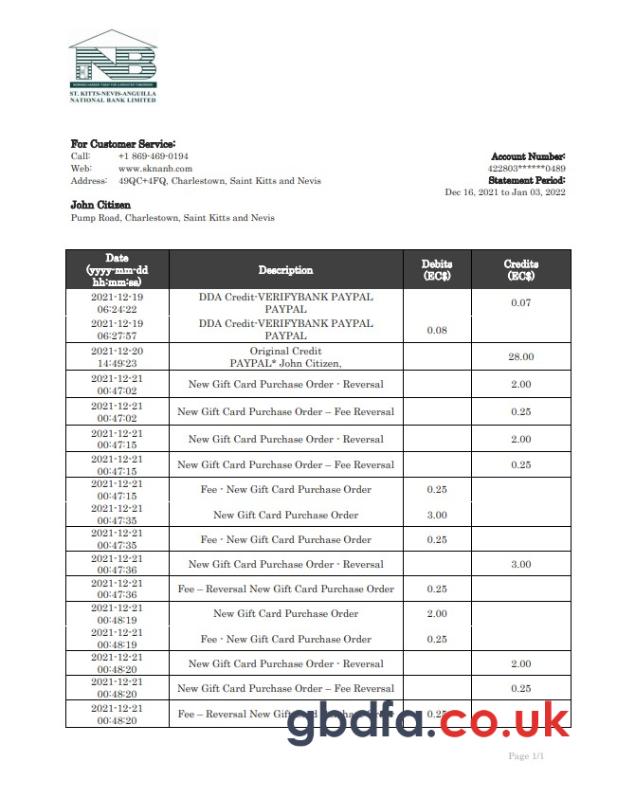 NB
ST. KITTS-NEVIS-ANGUILLA
NATIONAL BANK LIMITED
For Customer Service:
Call: +1 869-469-0194
Web: www.sknanb.com
Address: 49QC+4FQ, Charlestown, Saint Kitts and Nevis
Account Number:
422803******0489
Statement Period:
Dec 16, 2021 to Jan 03, 2022
John Citizen
Pump Road, Charlestown, Saint Kitts and Nevis
Date
(yyyy-mm-dd
hh:mm:ss)
Description
Debits
(EC$)
Credits
(EC$)
2021-12-19
06:24:22
DDA Credit-VERIFYBANK PAYPAL
PAYPAL
0.07
2021-12-19
06:27:57
DDA Credit-VERIFYBANK PAYPAL
PAYPAL
0.08
2021-12-20
14:49:23
Original Credit
PAYPAL* John Citizen,
28.00
2021-12-21
00:47:02
New Gift Card Purchase Order - Reversal
2.00
2021-12-21
00:47:02
New Gift Card Purchase Order – Fee Reversal
0.25
2021-12-21
00:47:15
New Gift Card Purchase Order - Reversal
2.00
2021-12-21
00:47:15
New Gift Card Purchase Order – Fee Reversal
0.25
2021-12-21
00:47:15
Fee - New Gift Card Purchase Order
0.25
2021-12-21
00:47:35
New Gift Card Purchase Order
3.00
2021-12-21
00:47:35
Fee - New Gift Card Purchase Order
0.25
2021-12-21
00:47:36
New Gift Card Purchase Order - Reversal
3.00
2021-12-21
00:47:36
Fee – Reversal New Gift Card Purchase Order
0.25
2021-12-21
00:48:19
New Gift Card Purchase Order
2.00
2021-12-21
00:48:19
Fee - New Gift Card Purchase Order
0.25
2021-12-21
00:48:20
New Gift Card Purchase Order - Reversal
2.00
2021-12-21
00:48:20
New Gift Card Purchase Order – Fee Reversal
0.25
2021-12-21
00:48:20
Fee – Reversal New
0.25
gbdfa.co.uk
Page 1/1